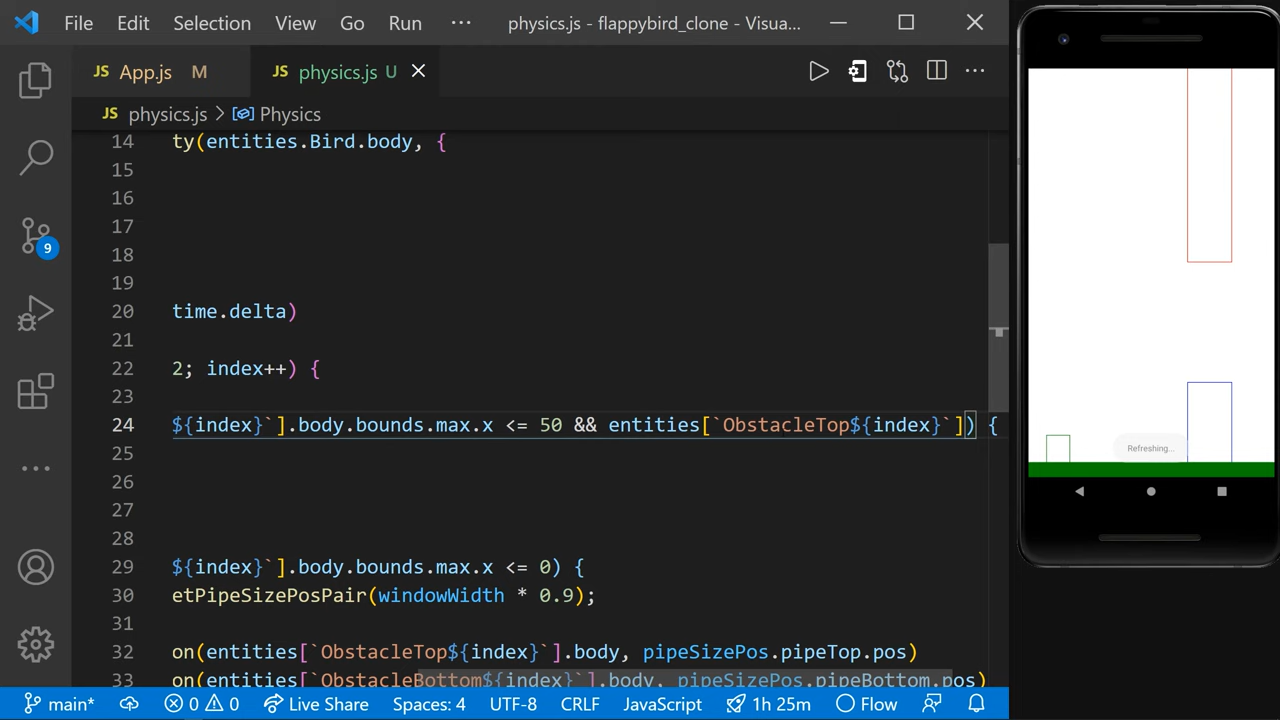 File Edit Selection View Go Run ··· physics.js - flappybird_clone - Visua...
JS App.js M JS physics.js U
JS physics.js > Physics
14 ty(entities.Bird.body, {
15
16
17
18
19
20 time.delta)
21
22 2; index++) {
23
24 ${index}`].body.bounds.max.x <= 50 && entities[`ObstacleTop${index}`]) {
25
26
27
28
29 ${index}`].body.bounds.max.x <= 0) {
30 etPipeSizePosPair(windowWidth * 0.9);
31
32 on(entities[`ObstacleTop${index}`].body, pipeSizePos.pipeTop.pos)
33 on(entities[`ObstacleBottom${index}`].body, pipeSizePos.pipeBottom.pos)
9
Refreshing...
main* 0 0 Live Share Spaces: 4 UTF-8 CRLF JavaScript 1h 25m Flow